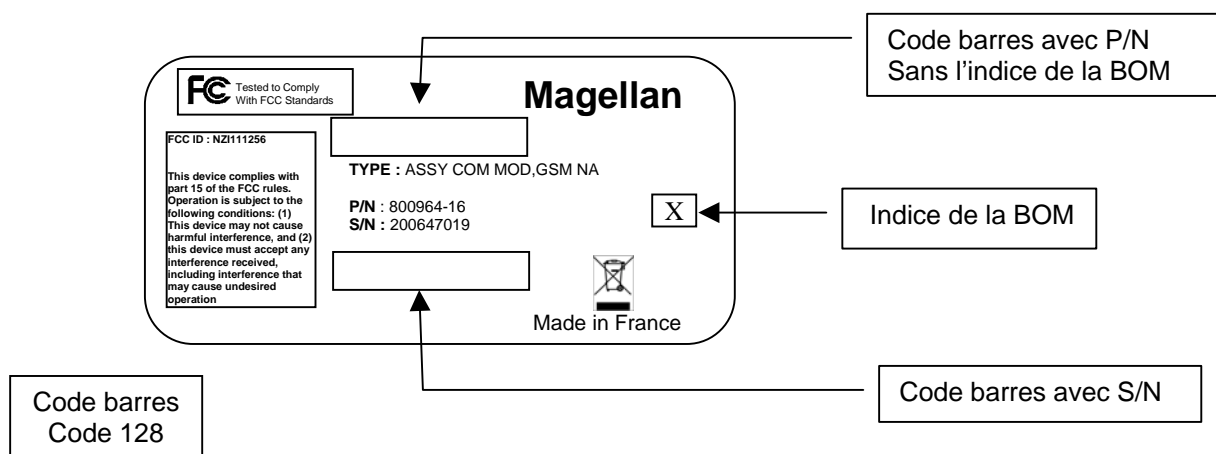 Code barres avec P/N
Sans l'indice de la BOM
FC Tested to Comply
With FCC Standards
Magellan
FCC ID : NZI111256
This device complies with
part 15 of the FCC rules.
Operation is subject to the
following conditions: (1)
This device may not cause
harmful interference, and (2)
this device must accept any
interference received,
including interference that
may cause undesired
operation
TYPE : ASSY COM MOD,GSM NA
P/N : 800964-16
S/N : 200647019
X
Indice de la BOM
Made in France
Code barres avec S/N
Code barres
Code 128